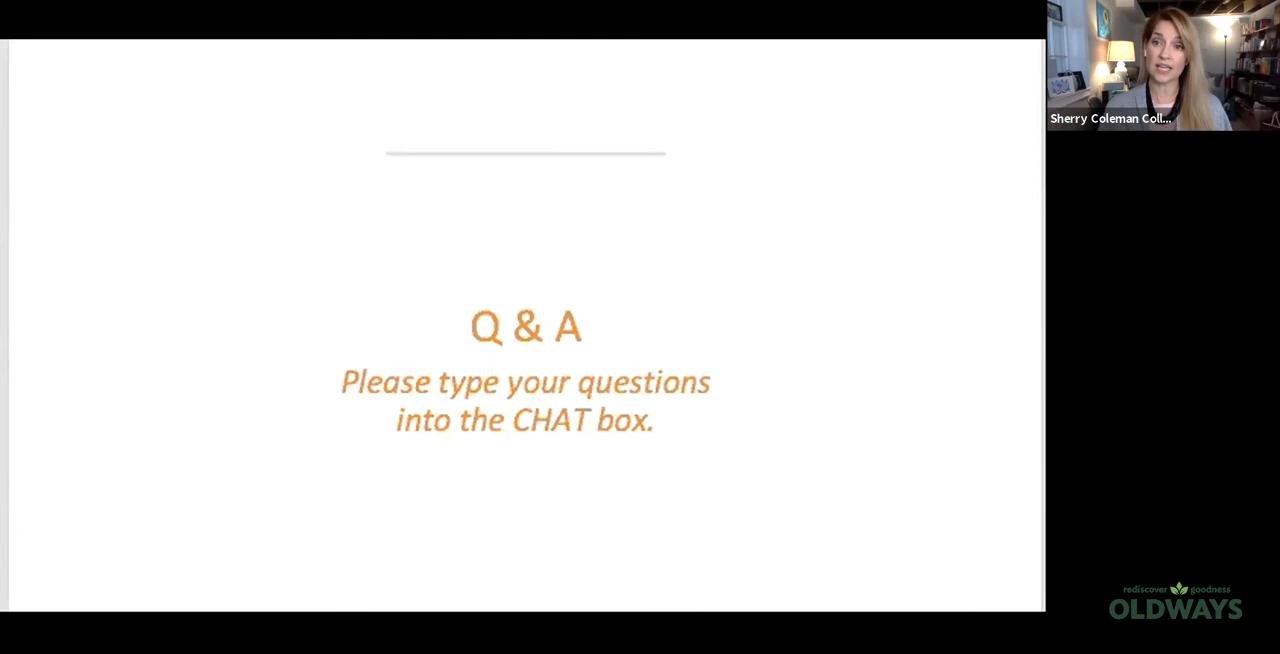 Sherry Coleman Coll...
Q & A
Please type your questions
into the CHAT box.
rediscover goodness
OLDWAYS